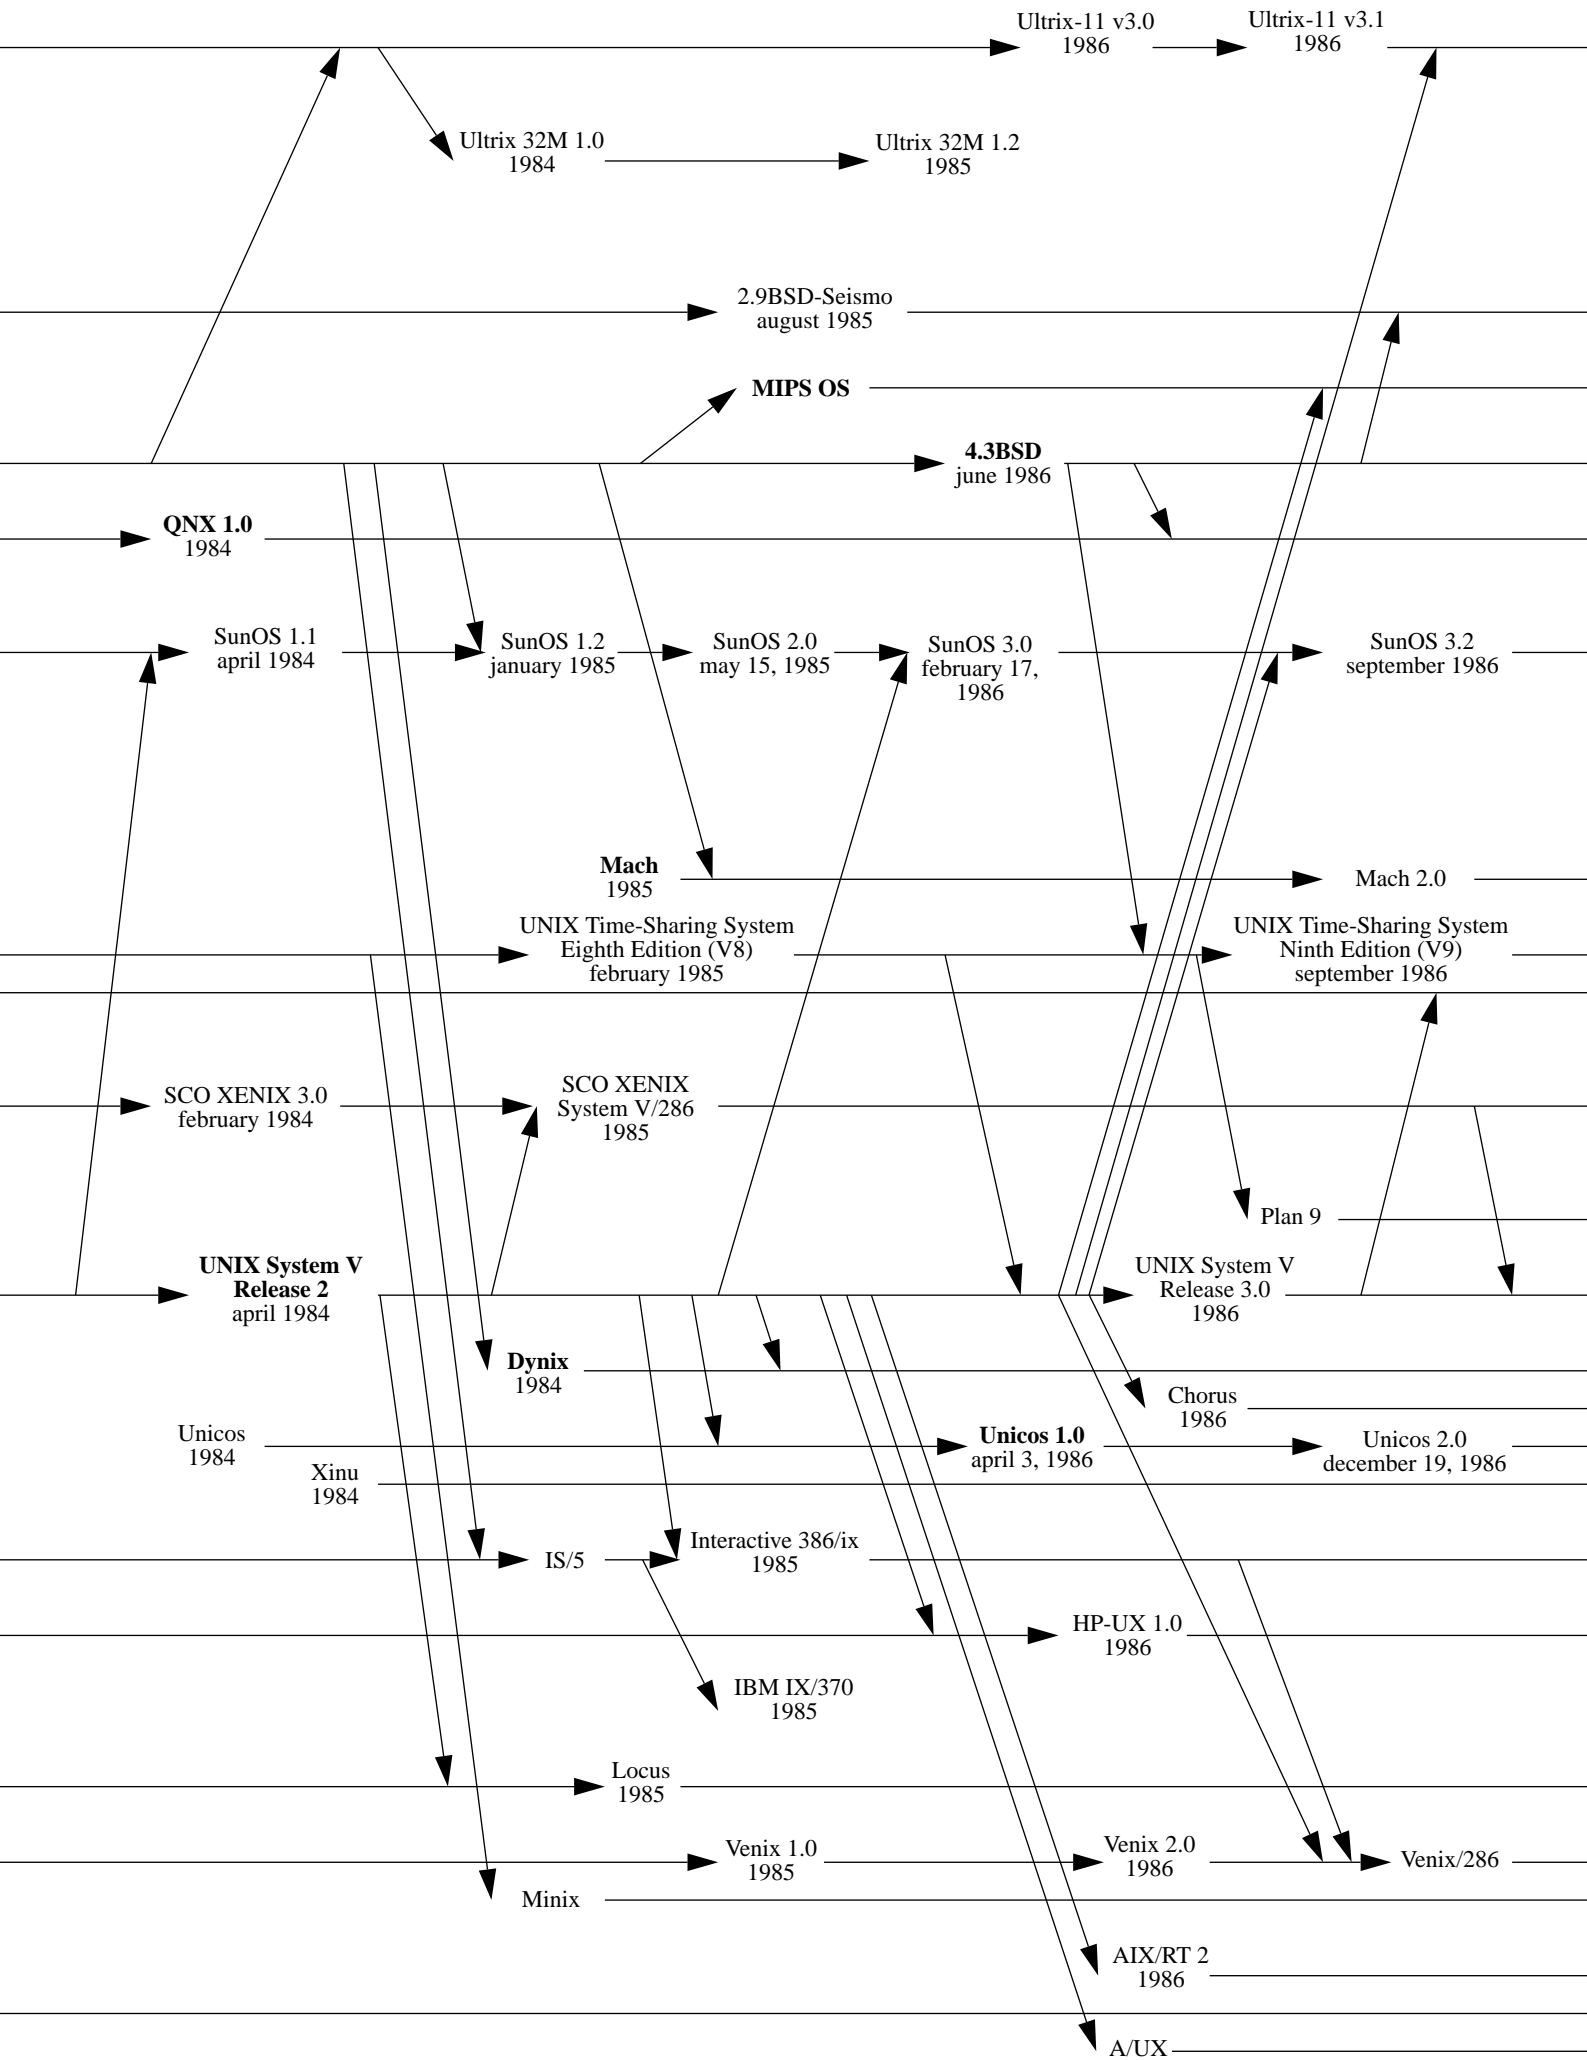 Ultrix-11 v3.0
1986
Ultrix-11 v3.1
1986
Ultrix 32M 1.0
1984
Ultrix 32M 1.2
1985
2.9BSD-Seismo
august 1985
MIPS OS
4.3BSD
june 1986
QNX 1.0
1984
SunOS 1.1
april 1984
SunOS 1.2
january 1985
SunOS 2.0
may 15, 1985
SunOS 3.0
february 17,
1986
SunOS 3.2
september 1986
Mach
1985
Mach 2.0
UNIX Time-Sharing System
Eighth Edition (V8)
february 1985
UNIX Time-Sharing System
Ninth Edition (V9)
september 1986
SCO XENIX 3.0
february 1984
SCO XENIX
System V/286
1985
Plan 9
UNIX System V
Release 2
april 1984
UNIX System V
Release 3.0
1986
Dynix
1984
Chorus
1986
Unicos
1984
Unicos 1.0
april 3, 1986
Unicos 2.0
december 19, 1986
Xinu
1984
IS/5
Interactive 386/ix
1985
HP-UX 1.0
1986
IBM IX/370
1985
Locus
1985
Venix 1.0
1985
Venix 2.0
1986
Venix/286
Minix
AIX/RT 2
1986
A/UX